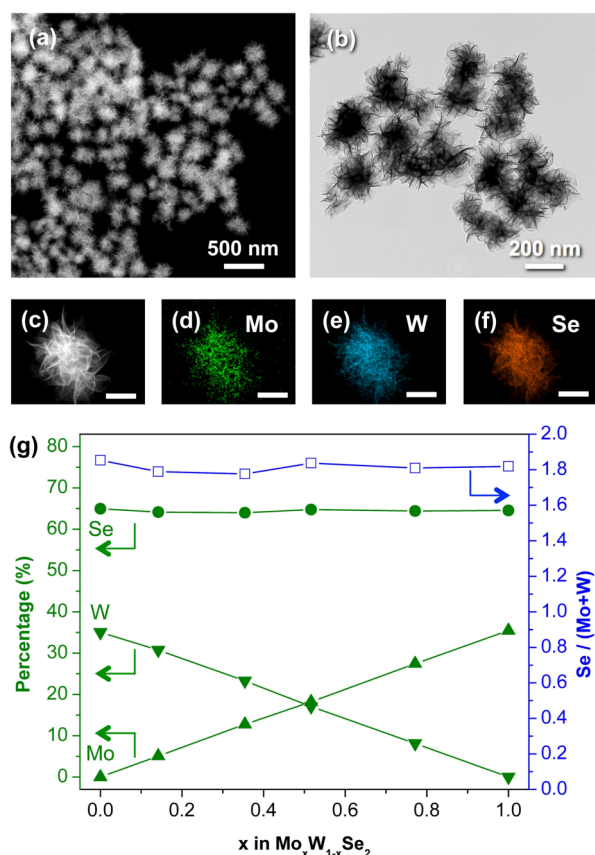 (a)
500 nm
(b)
200 nm
(c)
(d) Mo
(e) W
(f) Se
(g)
80
70
60
50
40
30
20
10
0
Percentage (%)
Se
W
Mo
2.0
1.8
1.6
1.4
1.2
1.0
0.8
0.6
0.4
0.2
0.0
Se / (Mo+W)
0.0 0.2 0.4 0.6 0.8 1.0
x in MoₓW₁₋ₓSe₂